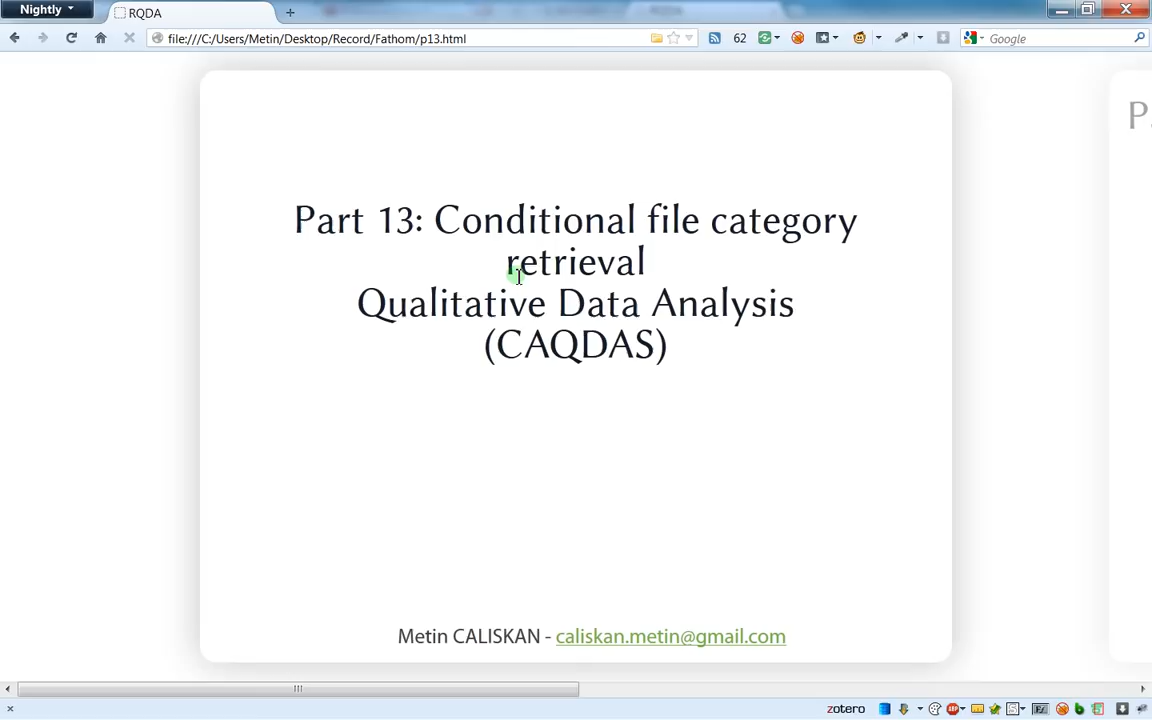 Nightly
RQDA
file:///C:/Users/Metin/Desktop/Record/Fathom/p13.html
62
Google
Part 13: Conditional file category
retrieval
Qualitative Data Analysis
(CAQDAS)
Metin CALISKAN - caliskan.metin@gmail.com
zotero